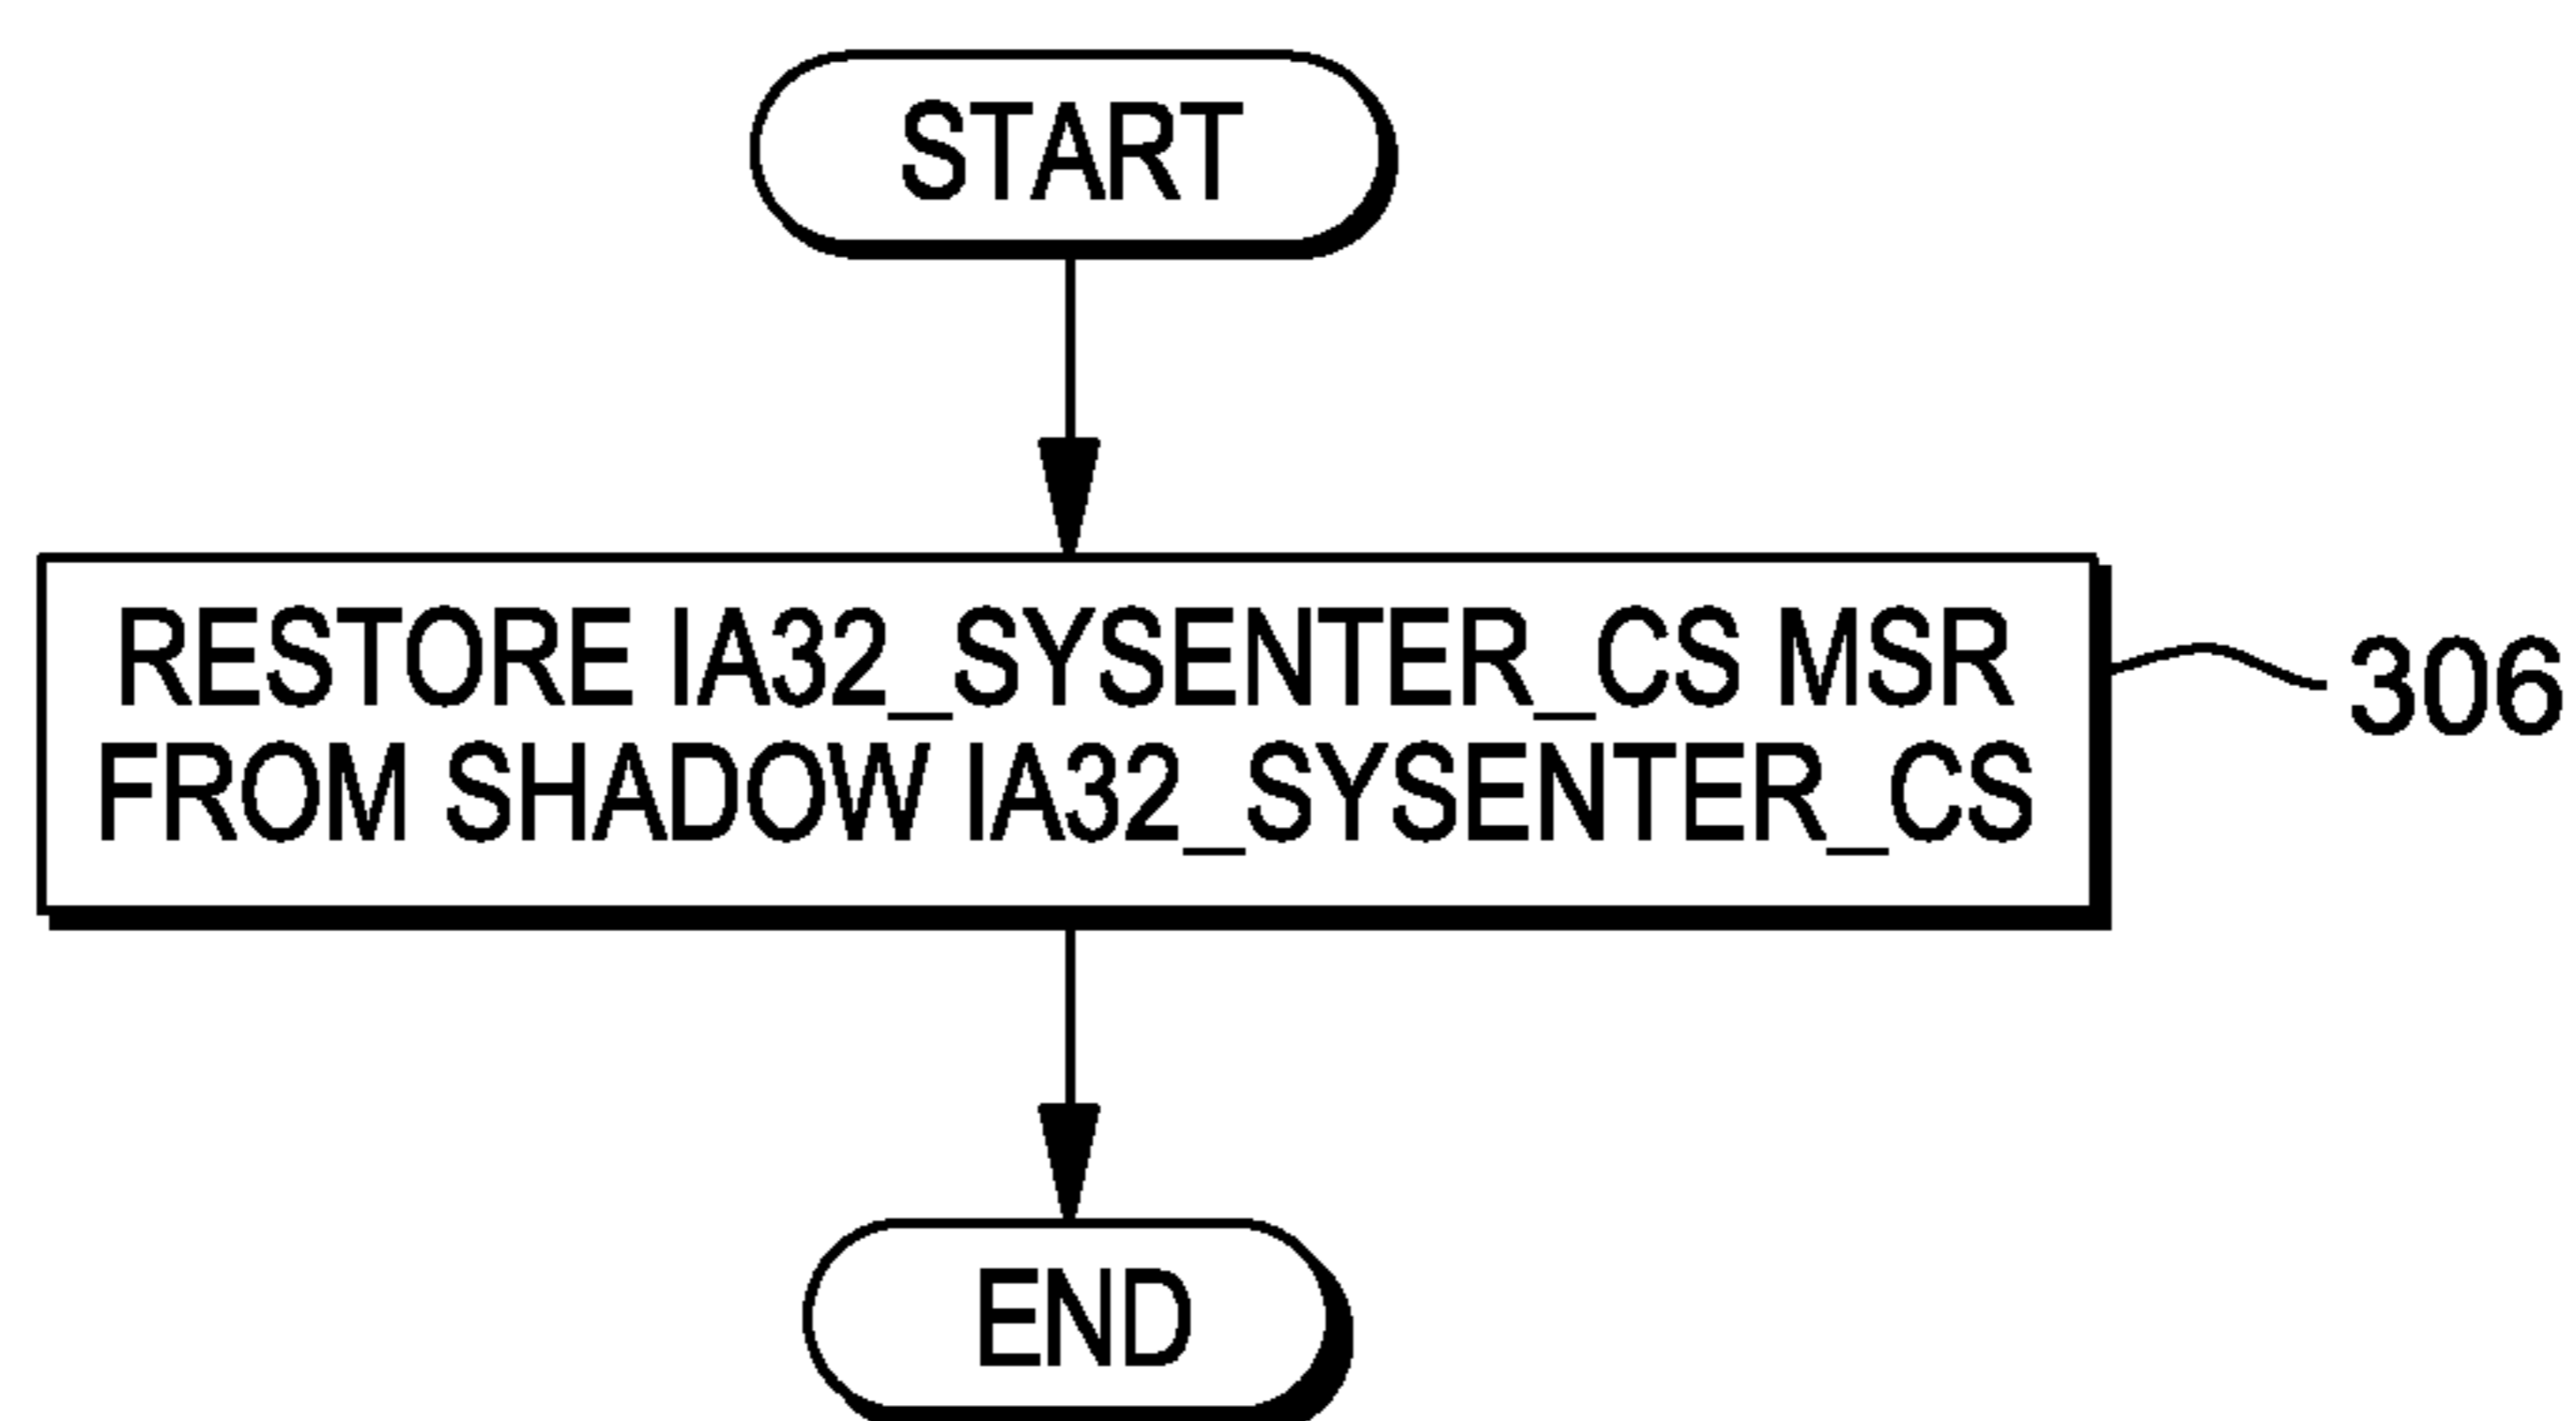 START
RESTORE IA32_SYSENTER_CS MSR
FROM SHADOW IA32_SYSENTER_CS
306
END